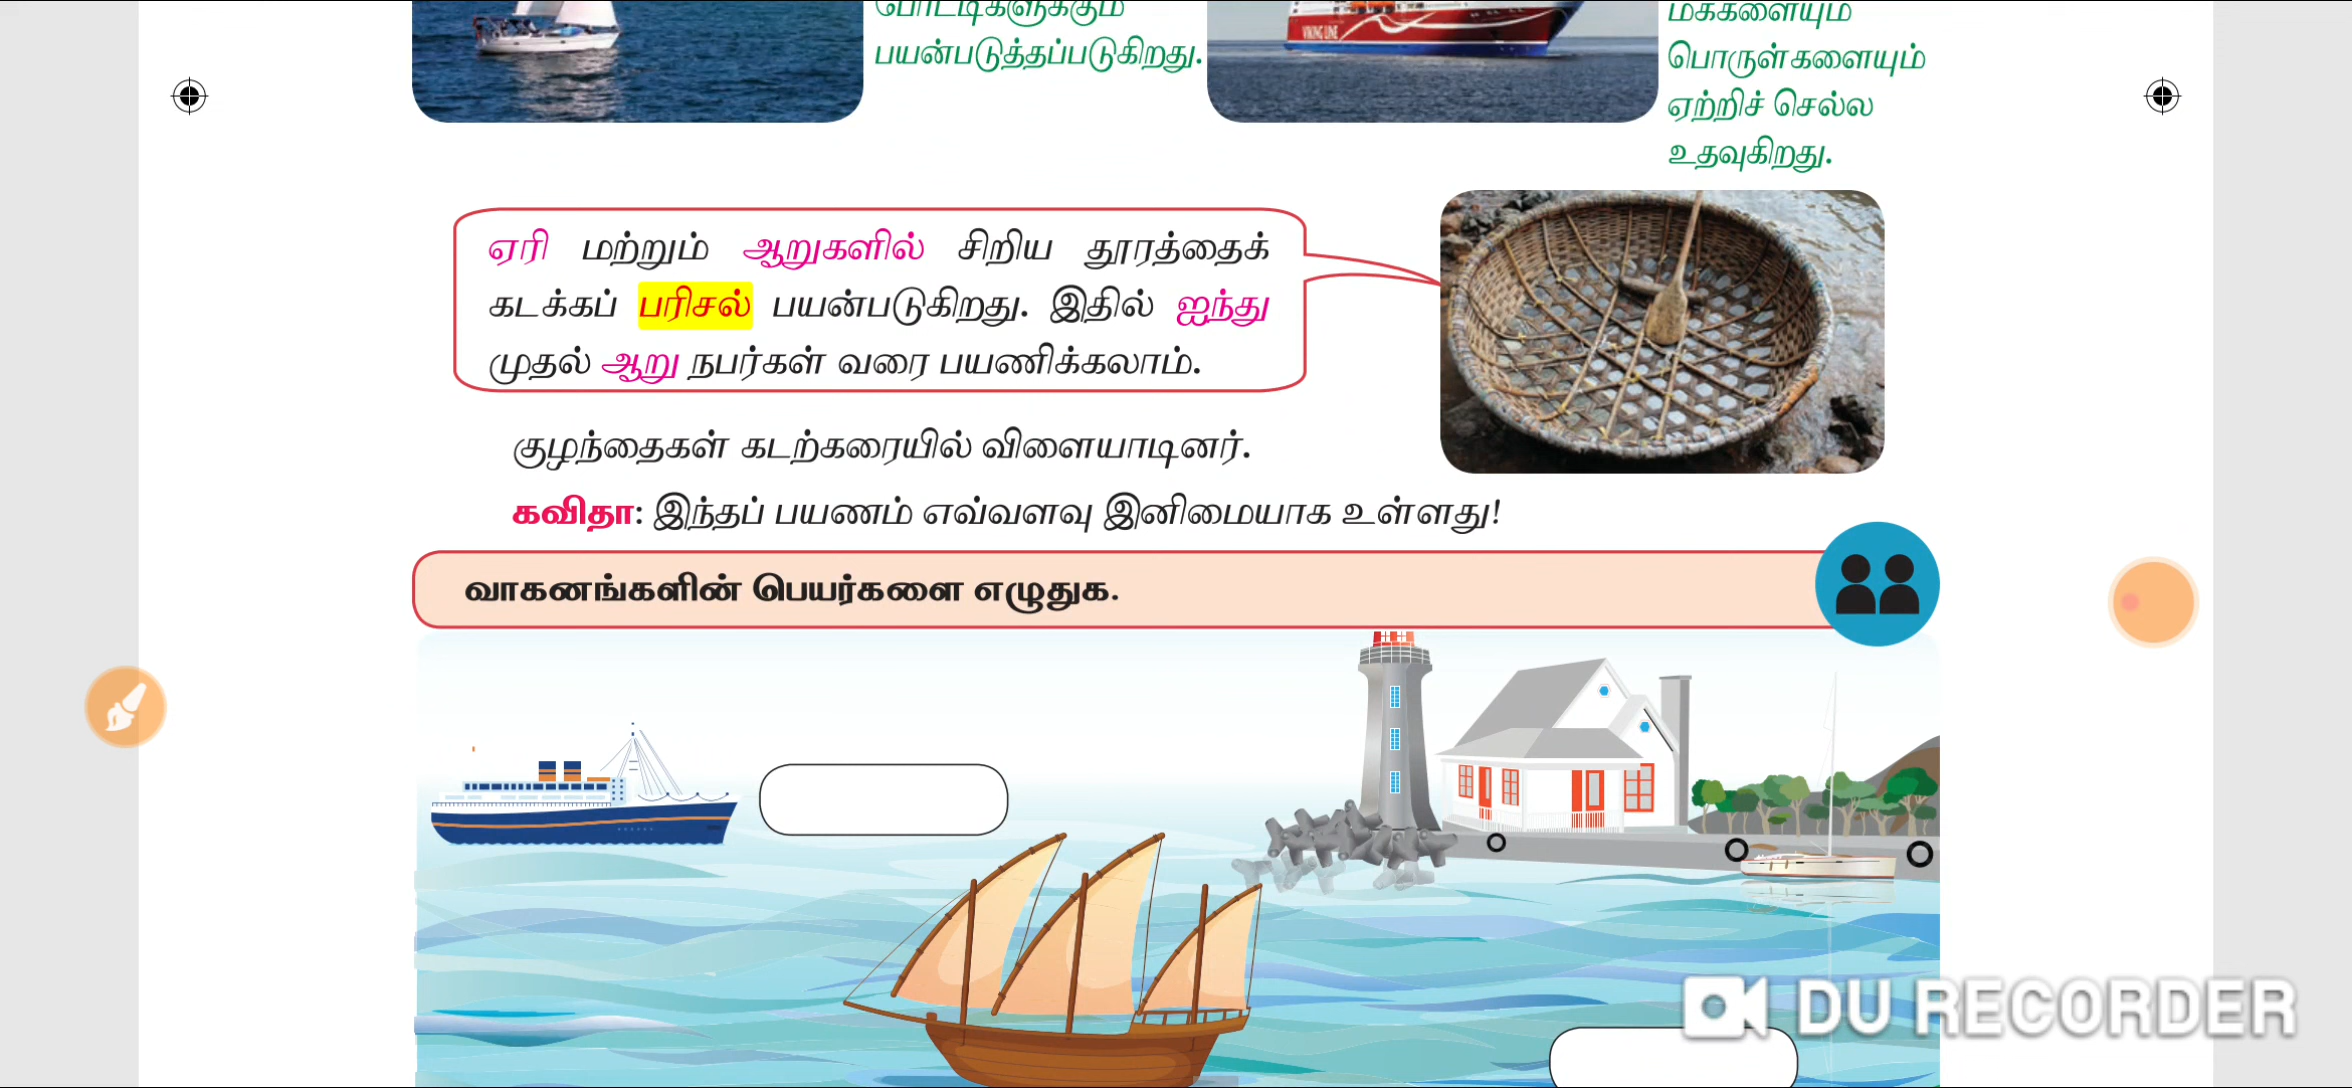 போட்டிகளுக்கும்
பயன்படுத்தப்படுகிறது.
VIKING LINE
மக்களையும்
பொருள்களையும்
ஏற்றிச் செல்ல
உதவுகிறது.
ஏரி மற்றும் ஆறுகளில் சிறிய தூரத்தைக்
கடக்கப் பரிசல் பயன்படுகிறது. இதில் ஐந்து
முதல் ஆறு நபர்கள் வரை பயணிக்கலாம்.
குழந்தைகள் கடற்கரையில் விளையாடினர்.
கவிதா: இந்தப் பயணம் எவ்வளவு இனிமையாக உள்ளது!
வாகனங்களின் பெயர்களை எழுதுக.
DU RECORDER